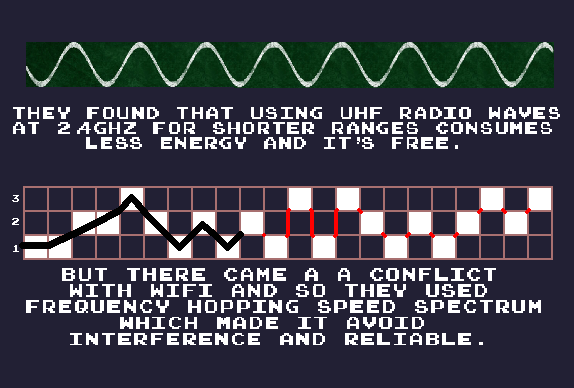 THEY FOUND THAT USING UHF RADIO WAVES
AT 2.4GHZ FOR SHORTER RANGES CONSUMES
LESS ENERGY AND IT'S FREE.
3
2
1
BUT THERE CAME A A CONFLICT
WITH WIFI AND SO THEY USED
FREQUENCY HOPPING SPEED SPECTRUM
WHICH MADE IT AVOID
INTERFERENCE AND RELIABLE.